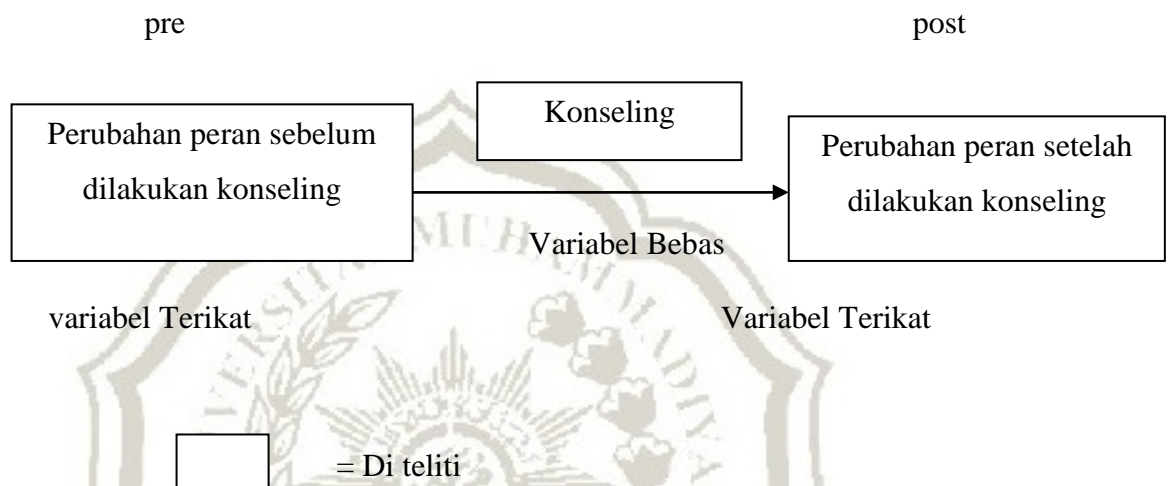 pre
post
Perubahan peran sebelum
dilakukan konseling
Konseling
Perubahan peran setelah
dilakukan konseling
Variabel Bebas
variabel Terikat
Variabel Terikat
= Di teliti